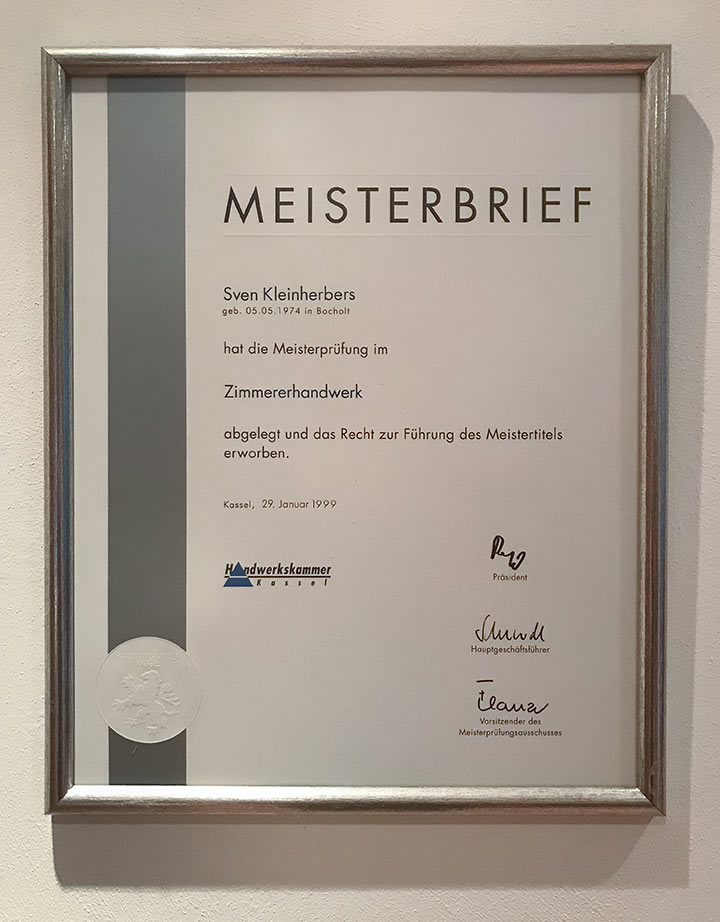 MEISTERBRIEF
Sven Kleinherbers
geb. 05.05.1974 in Bocholt
hat die Meisterprüfung im
Zimmererhandwerk
abgelegt und das Recht zur Führung des Meistertitels
erworben.
Kassel, 29. Januar 1999
Handwerkskammer
Kassel
Präsident
Hauptgeschäftsführer
Vorsitzender des
Meisterprüfungsausschusses